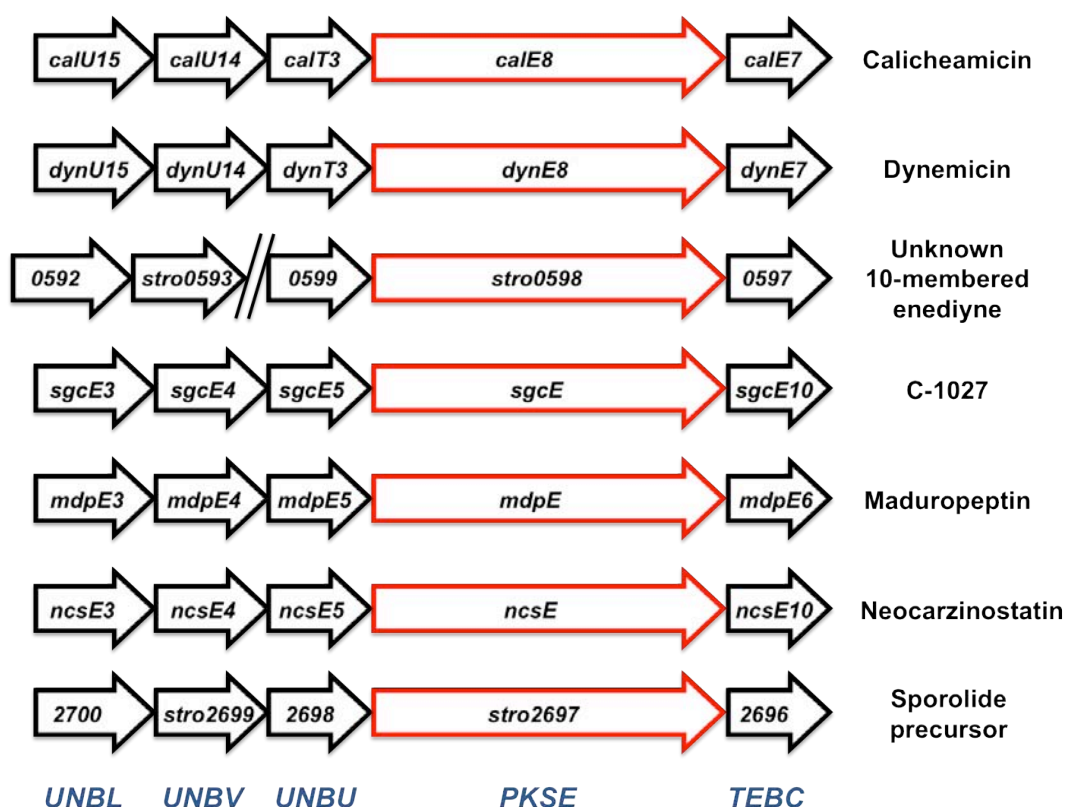 calU15 calU14 calT3 calE8 calE7 Calicheamicin
dynU15 dynU14 dynT3 dynE8 dynE7 Dynemicin
0592 stro0593 0599 stro0598 0597 Unknown
10-membered
enediyne
sgcE3 sgcE4 sgcE5 sgcE sgcE10 C-1027
mdpE3 mdpE4 mdpE5 mdpE mdpE6 Maduropeptin
ncsE3 ncsE4 ncsE5 ncsE ncsE10 Neocarzinostatin
2700 stro2699 2698 stro2697 2696 Sporolide
precursor
UNBL UNBV UNBU PKSE TEBC